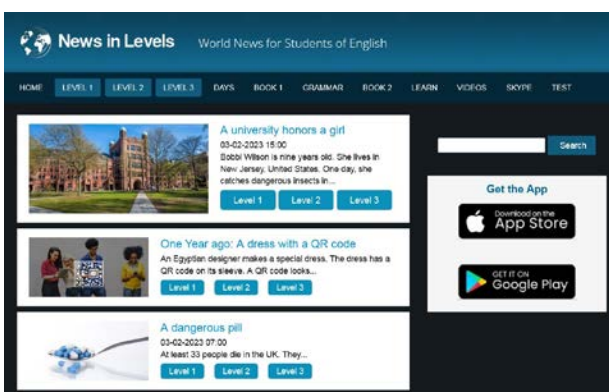 News in Levels
World News for Students of English
HOME LEVEL 1 LEVEL 2 LEVEL 3 DAYS BOOK 1 GRAMMAR BOOK 2 LEARN VIDEOS SKYPE TEST
A university honors a girl
03-02-2023 15:00
Bobbi Wilson is nine years old. She lives in
New Jersey, United States. One day, she
catches dangerous insects in...
Level 1 Level 2 Level 3
One Year ago: A dress with a QR code
An Egyptian designer makes a special dress. The dress has a
QR code on its sleeve. A QR code looks...
Level 1 Level 2 Level 3
A dangerous pill
03-02-2023 07:00
At least 33 people die in the UK. They...
Level 1 Level 2 Level 3
Search
Get the App
Download on the
App Store
GET IT ON
Google Play